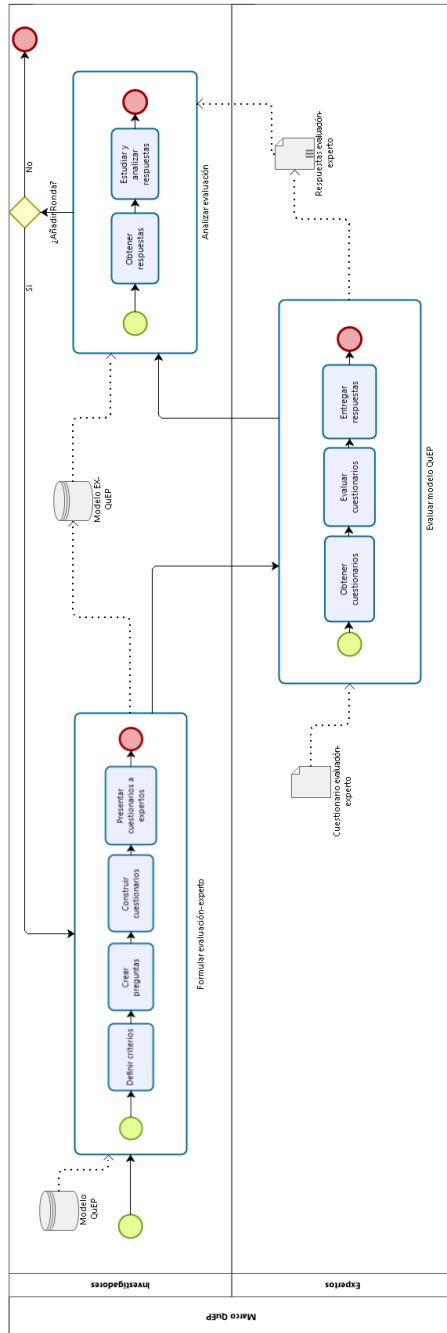 Marco QuEP
Investigadores
Expertos
Modelo
QuEP
Definir criterios
Crear
preguntas
Construir
cuestionarios
Presentar
cuestionarios a
expertos
Formular evaluación-experto
Modelo EX-
QuEP
Obtener
respuestas
Estudiar y
analizar
respuestas
Analizar evaluación
¿Añadir Ronda?
Si
No
Cuestionario evaluación-
experto
Obtener
cuestionarios
Evaluar
cuestionarios
Entregar
respuestas
Evaluar modelo QuEP
Respuestas evaluación-
experto